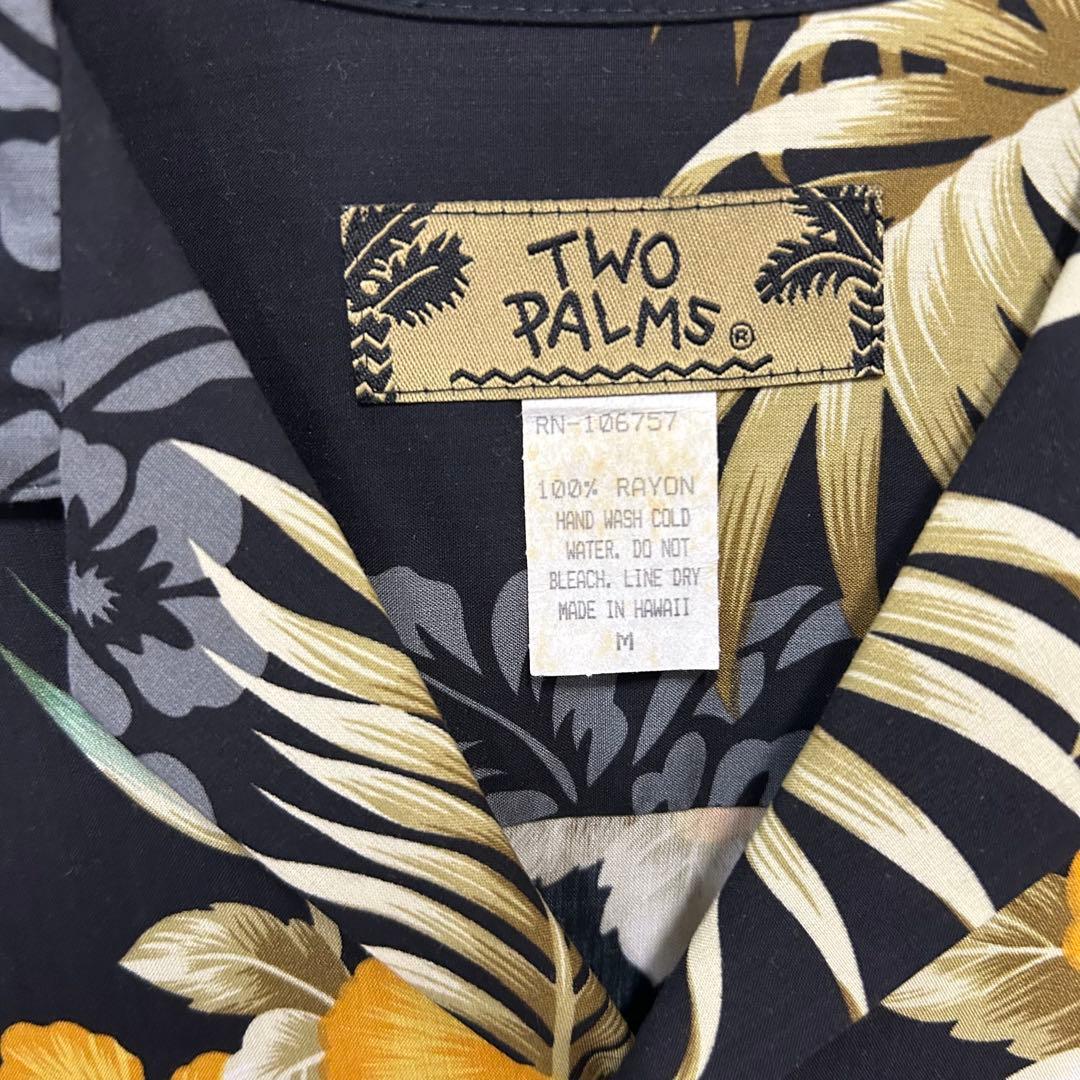 TWO
PALMS®
RN-106757
100% RAYON
HAND WASH COLD
WATER. DO NOT
BLEACH. LINE DRY
MADE IN HAWAII
M